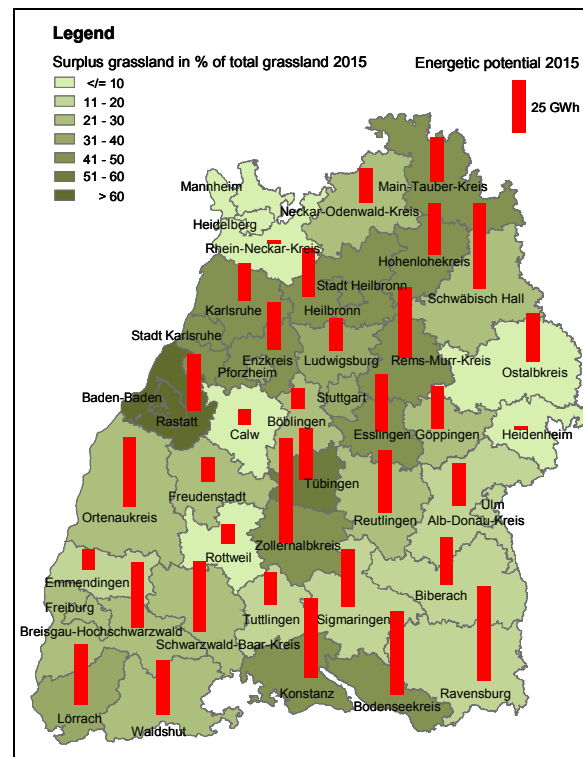 Legend
Surplus grassland in % of total grassland 2015
Energetic potential 2015
</= 10
11 - 20
21 - 30
31 - 40
41 - 50
51 - 60
> 60
25 GWh
Main-Tauber-Kreis
Mannheim
Neckar-Odenwald-Kreis
Heidelberg
Rhein-Neckar-Kreis
Hohenlohekreis
Stadt Heilbronn
Schwäbisch Hall
Karlsruhe
Heilbronn
Stadt Karlsruhe
Enzkreis
Ludwigsburg
Rems-Murr-Kreis
Ostalbkreis
Pforzheim
Baden-Baden
Stuttgart
Rastatt
Böblingen
Calw
Esslingen
Göppingen
Heidenheim
Tübingen
Freudenstadt
Ulm
Ortenaukreis
Reutlingen
Alb-Donau-Kreis
Rottweil
Zollernalbkreis
Emmendingen
Biberach
Freiburg
Tuttlingen
Sigmaringen
Breisgau-Hochschwarzwald
Schwarzwald-Baar-Kreis
Konstanz
Ravensburg
Bodenseekreis
Lörrach
Waldshut